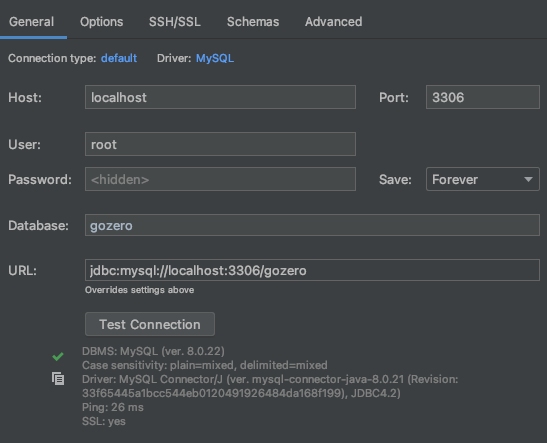 General Options SSH/SSL Schemas Advanced
Connection type: default Driver: MySQL
Host: localhost Port: 3306
User: root
Password: <hidden> Save: Forever
Database: gozero
URL: jdbc:mysql://localhost:3306/gozero
Overrides settings above
Test Connection
DBMS: MySQL (ver. 8.0.22)
Case sensitivity: plain=mixed, delimited=mixed
Driver: MySQL Connector/J (ver. mysql-connector-java-8.0.21 (Revision:
33f65445a1bcc544eb0120491926484da168f199), JDBC4.2)
Ping: 26 ms
SSL: yes